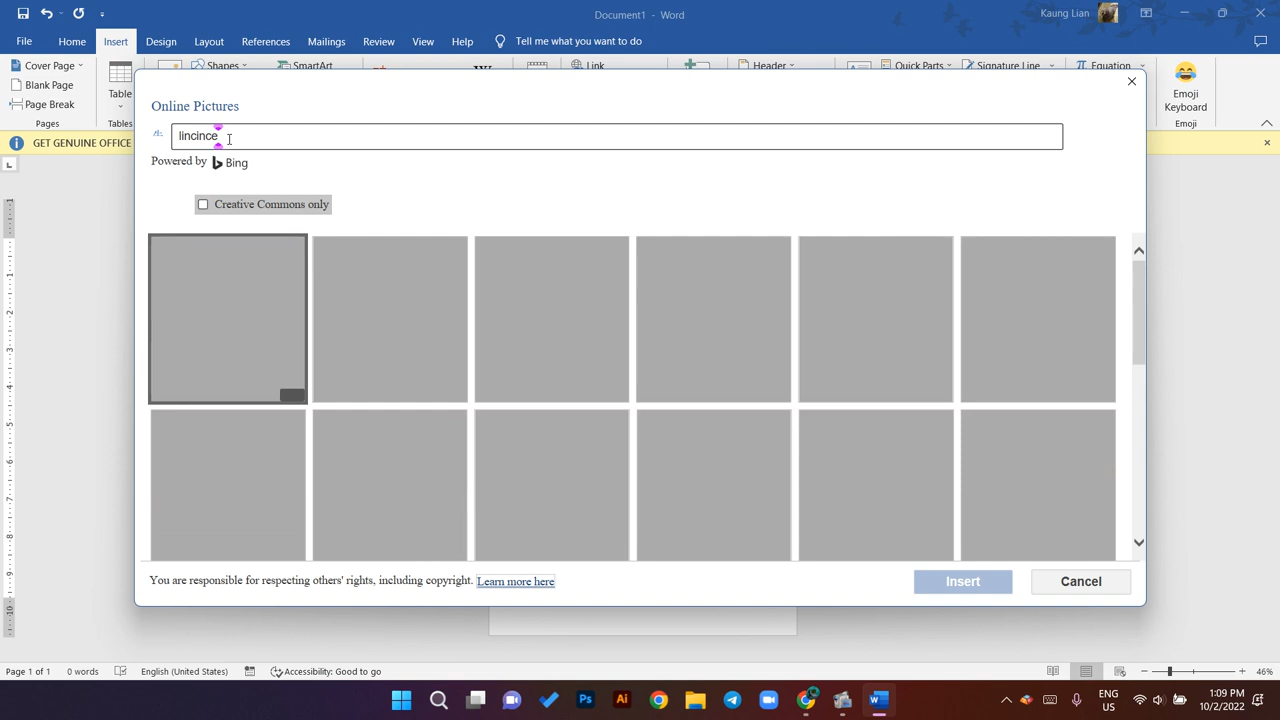 Document1 - Word
Kaung Lian
File Home Insert Design Layout References Mailings Review View Help Tell me what you want to do
Cover Page
Blank Page
Page Break
Pages
Table
Shapes
SmartArt
Link
Header
Quick Parts
Signature Line
Equation
Emoji
Keyboard
Emoji
GET GENUINE OFFICE
Online Pictures
lincince
Powered by Bing
Creative Commons only
You are responsible for respecting others' rights, including copyright. Learn more here
Insert
Cancel
Page 1 of 1 0 words English (United States) Accessibility: Good to go 46%
Ps Ai
ENG
US
1:09 PM
10/2/2022